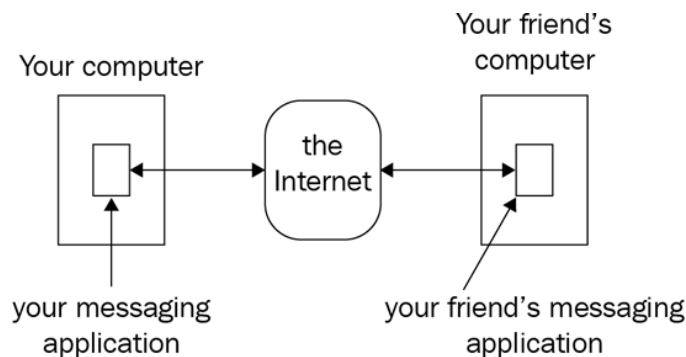 Your friend's
computer
Your computer
the
Internet
your messaging
application
your friend's messaging
application